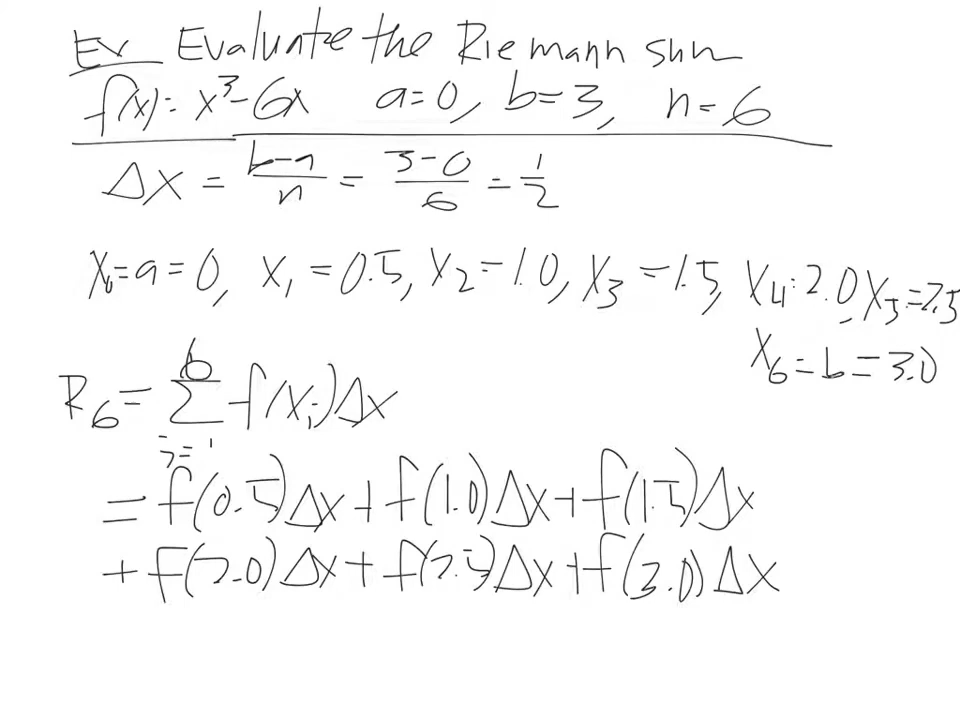 Ex Evaluate the Riemann sum
f(x) = x³-6x a=0, b=3, n=6
Δx = b-a/n = 3-0/6 = 1/2
x₀=a=0, x₁=0.5, x₂=1.0, x₃=1.5, x₄=2.0, x₅=2.5
x₆=b=3.0
R₆ = Σᵢ₌₁⁶ f(xᵢ)Δx
= f(0.5)Δx + f(1.0)Δx + f(1.5)Δx
+ f(2.0)Δx + f(2.5)Δx + f(3.0)Δx